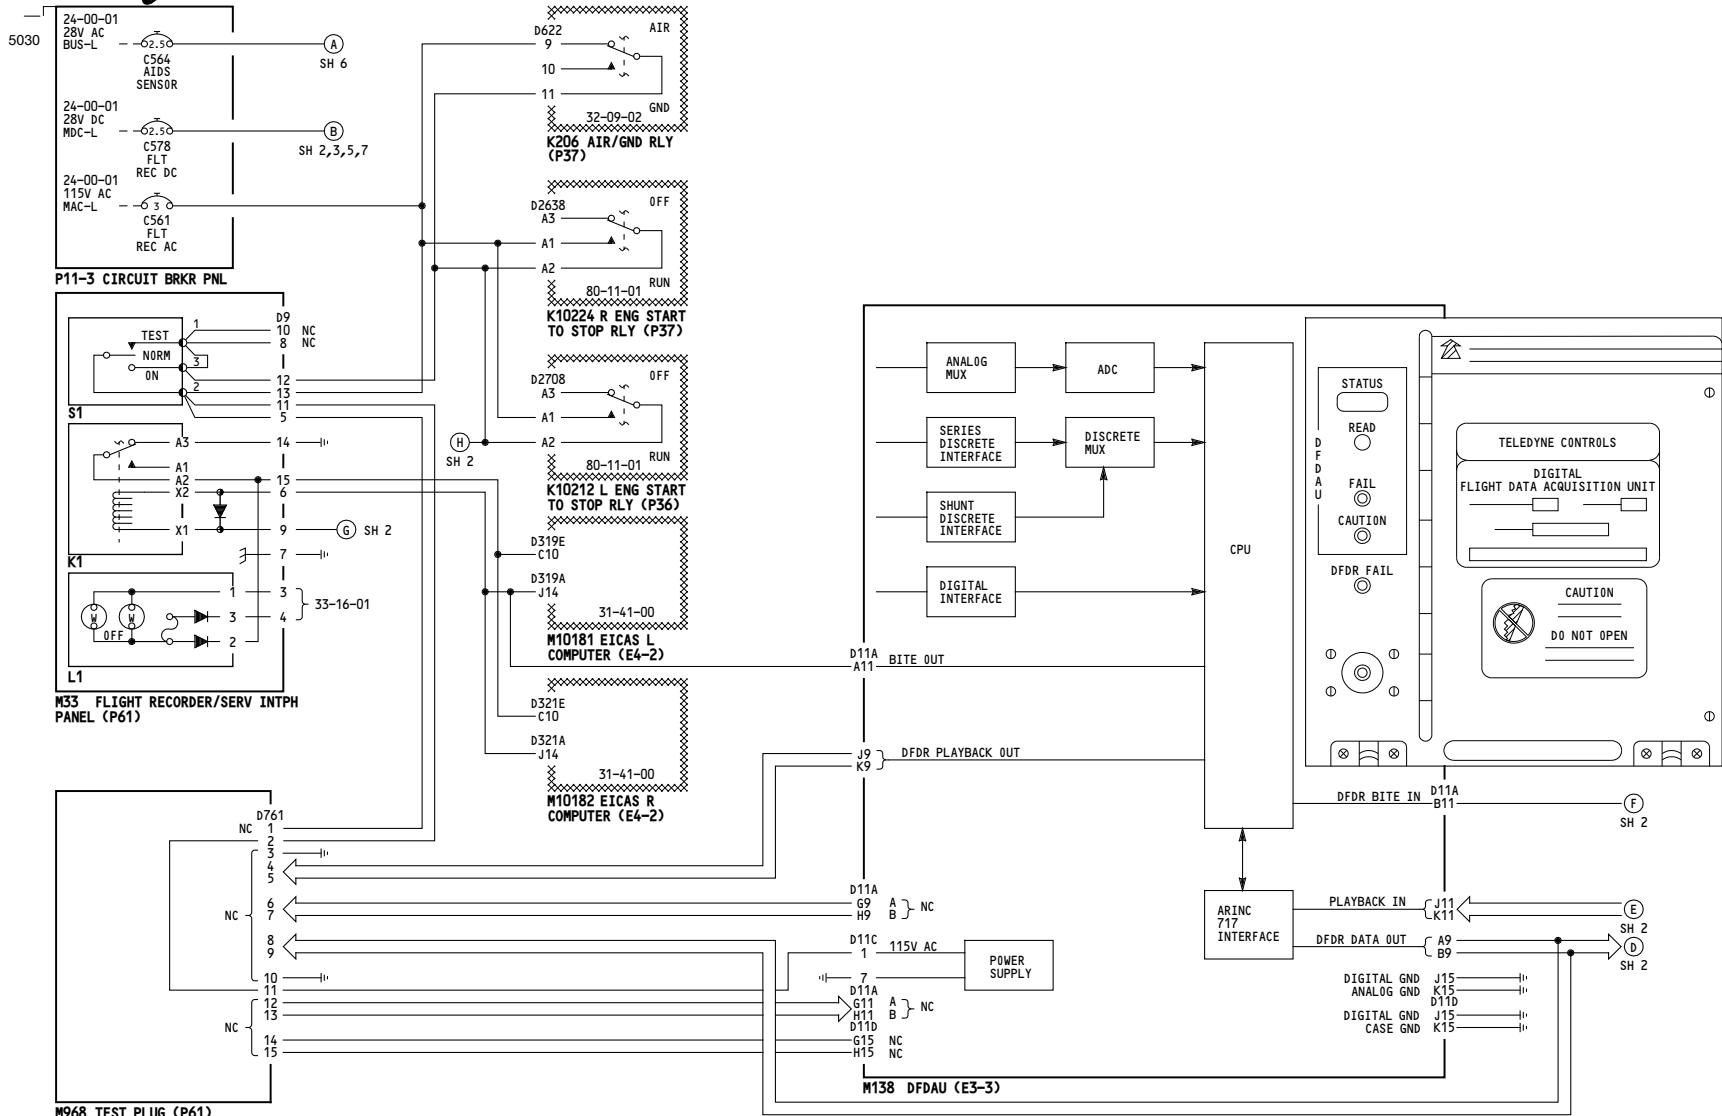 5030
24-00-01
28V AC
BUS-L
2.5
C564
AIDS
SENSOR
A
SH 6
24-00-01
28V DC
MDC-L
2.5
C578
FLT
REC DC
B
SH 2,3,5,7
24-00-01
115V AC
MAC-L
3
C561
FLT
REC AC
P11-3 CIRCUIT BRKR PNL
D622
9
10
11
AIR
GND
32-09-02
K206 AIR/GND RLY
(P37)
D2638
A3
A1
A2
OFF
RUN
80-11-01
K10224 R ENG START
TO STOP RLY (P37)
D2708
A3
A1
A2
OFF
RUN
80-11-01
K10212 L ENG START
TO STOP RLY (P36)
H
SH 2
D319E
C10
D319A
J14
31-41-00
M10181 EICAS L
COMPUTER (E4-2)
D321E
C10
D321A
J14
31-41-00
M10182 EICAS R
COMPUTER (E4-2)
D9
TEST
NORM
ON
S1
1
3
2
10 NC
8 NC
12
13
11
5
A3
A1
A2
X2
X1
K1
14
15
6
9
G
SH 2
7
W
W
OFF
L1
1
3
2
3
4
33-16-01
M33 FLIGHT RECORDER/SERV INTPH
PANEL (P61)
D761
NC 1
2
3
4
5
6
7
NC
8
9
10
11
12
13
NC
14
15
M968 TEST PLUG (P61)
ANALOG
MUX
ADC
SERIES
DISCRETE
INTERFACE
DISCRETE
MUX
SHUNT
DISCRETE
INTERFACE
DIGITAL
INTERFACE
CPU
D11A
A11
BITE OUT
J9
K9
DFDR PLAYBACK OUT
D11A
G9 A
H9 B
NC
D11C
1
115V AC
7
POWER
SUPPLY
D11A
G11 A
H11 B
NC
D11D
G15 NC
H15 NC
M138 DFDAU (E3-3)
ARINC
717
INTERFACE
DFDR BITE IN
D11A
B11
F
SH 2
PLAYBACK IN
J11
K11
E
SH 2
DFDR DATA OUT
A9
B9
D
SH 2
DIGITAL GND J15
ANALOG GND K15
D11D
DIGITAL GND J15
CASE GND K15
DFDAU
STATUS
READ
FAIL
CAUTION
DFDR FAIL
TELEDYNE CONTROLS
DIGITAL
FLIGHT DATA ACQUISITION UNIT
CAUTION
DO NOT OPEN